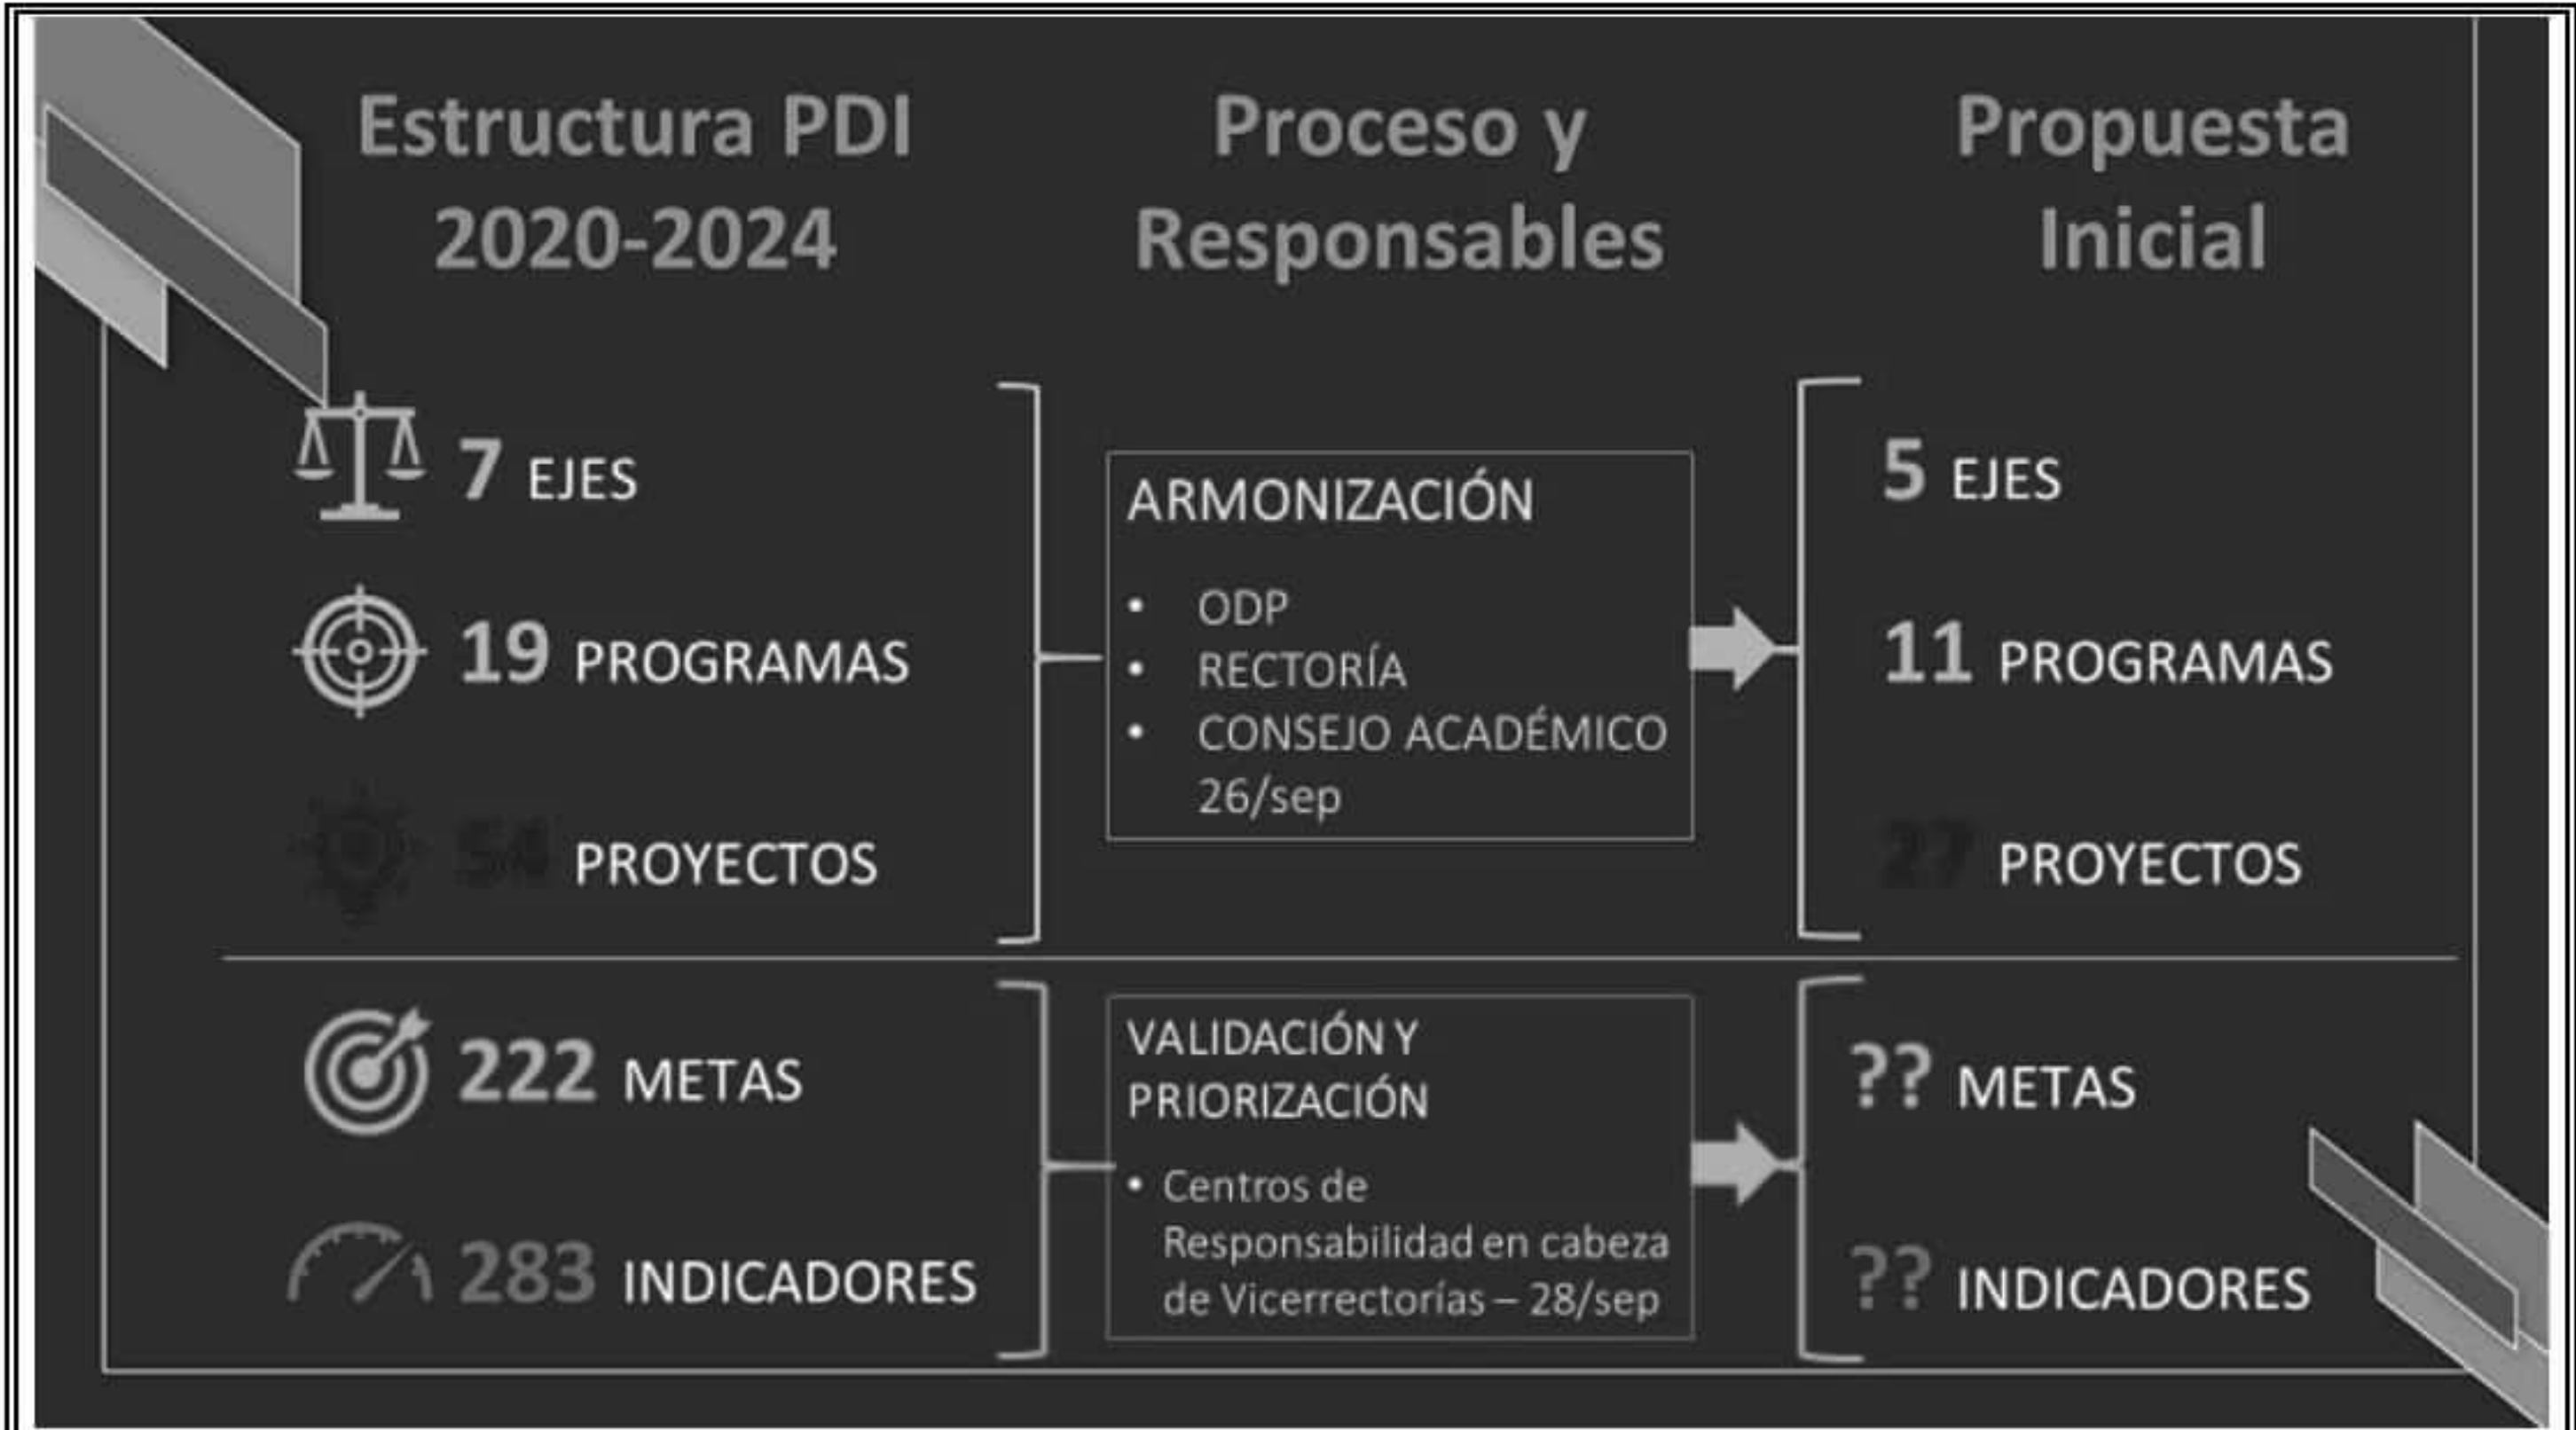 Estructura PDI
2020-2024
Proceso y
Responsables
Propuesta
Inicial
7 EJES
19 PROGRAMAS
54 PROYECTOS
ARMONIZACIÓN
• ODP
• RECTORÍA
• CONSEJO ACADÉMICO
26/sep
5 EJES
11 PROGRAMAS
27 PROYECTOS
222 METAS
283 INDICADORES
VALIDACIÓN Y
PRIORIZACIÓN
• Centros de
Responsabilidad en cabeza
de Vicerrectorías – 28/sep
?? METAS
?? INDICADORES